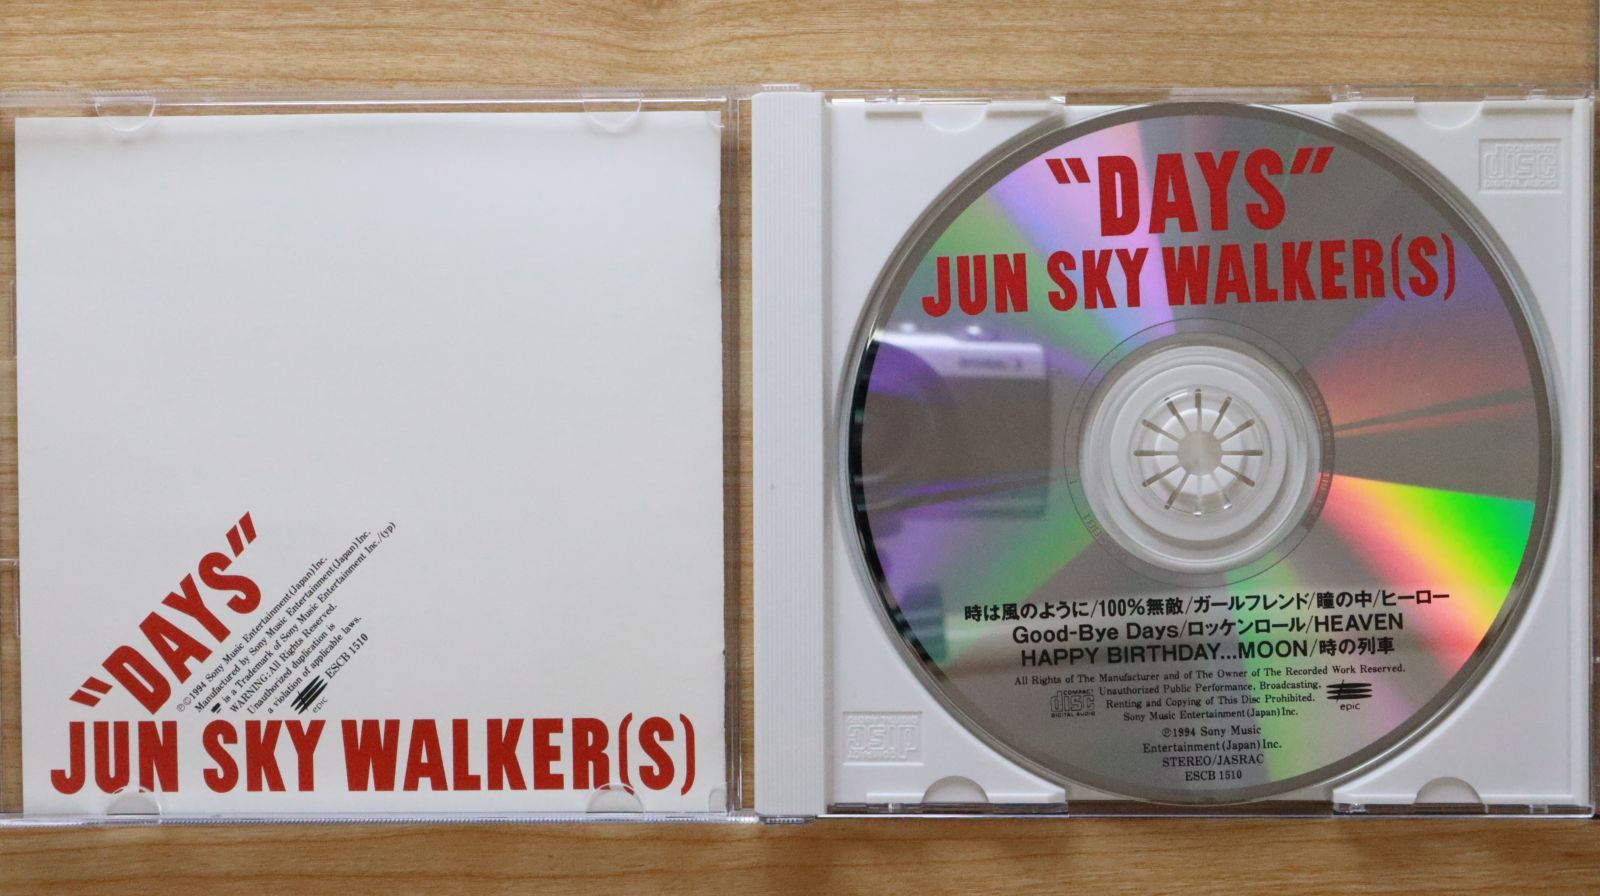 "DAYS"
℗©1994 Sony Music Entertainment(Japan)Inc.
Manufactured by Sony Music Entertainment(Japan)Inc.
is a Trademark of Sony Music Entertainment Inc./(yp)
WARNING:All Rights Reserved.
Unauthorized duplication is
a violation of applicable laws.
ESCB 1510
epic
JUN SKY WALKER(S)
"DAYS"
JUN SKY WALKER(S)
COMPACT
disc
DIGITAL AUDIO
時は風のように/100%無敵/ガールフレンド/瞳の中/ヒーロー
Good-Bye Days/ロッケンロール/HEAVEN
HAPPY BIRTHDAY...MOON/時の列車
All Rights of The Manufacturer and of The Owner of The Recorded Work Reserved.
Unauthorized Public Performance, Broadcasting,
Renting and Copying of This Disc Prohibited.
Sony Music Entertainment(Japan)Inc.
COMPACT
disc
DIGITAL AUDIO
epic
℗1994 Sony Music
Entertainment(Japan)Inc.
STEREO/JASRAC
ESCB 1510
COMPACT
disc
DIGITAL AUDIO